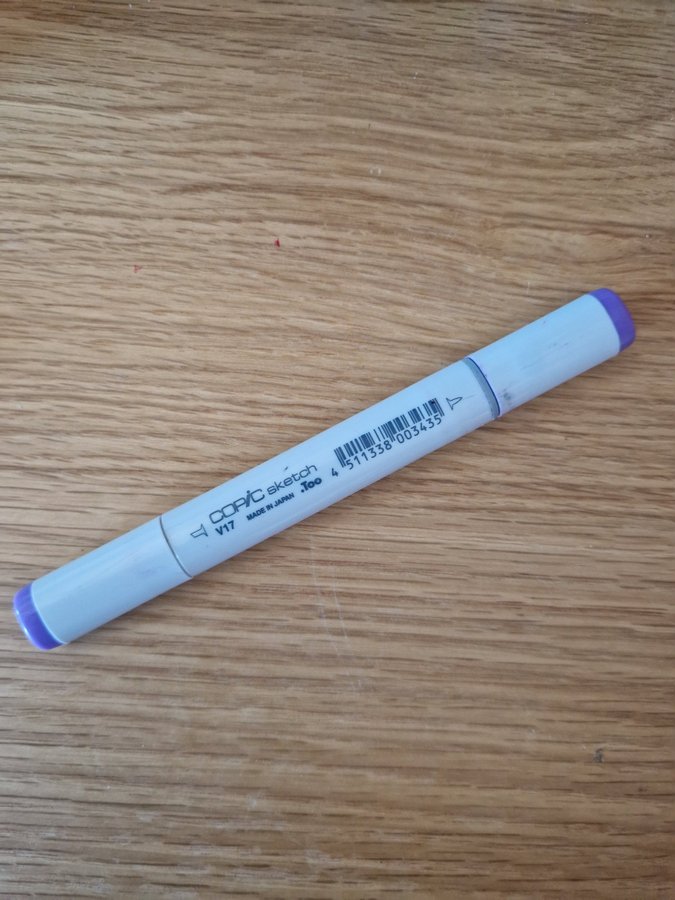 COPIC sketch
V17 MADE IN JAPAN .Too
4 511338 003435